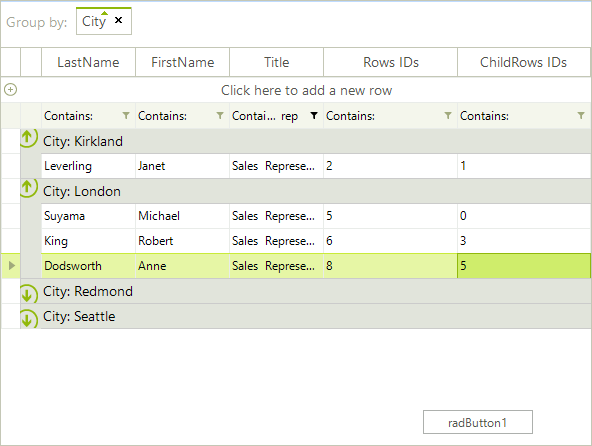 Group by: City ×
LastName FirstName Title Rows IDs ChildRows IDs
Click here to add a new row
Contains: Contains: Contai... rep Contains: Contains:
City: Kirkland
Leverling Janet Sales Represe... 2 1
City: London
Suyama Michael Sales Represe... 5 0
King Robert Sales Represe... 6 3
Dodsworth Anne Sales Represe... 8 5
City: Redmond
City: Seattle
radButton1